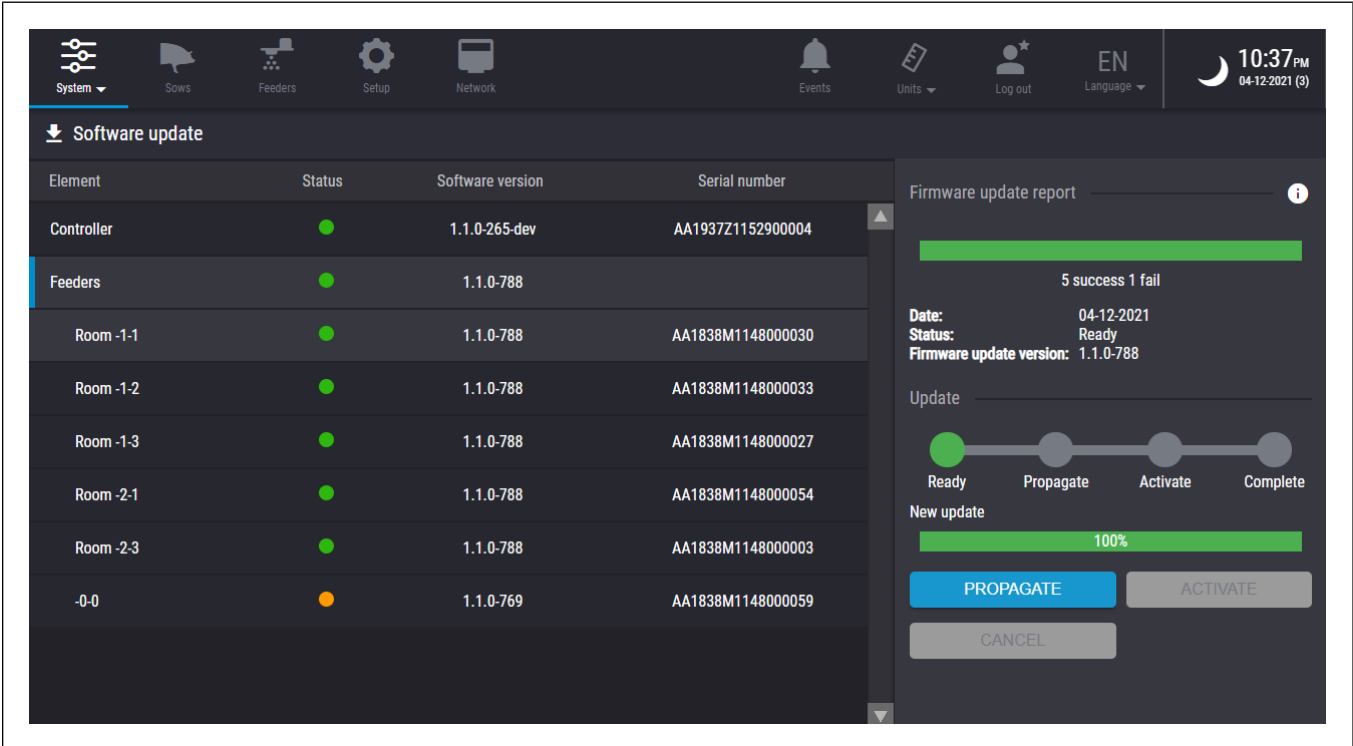 System Sows Feeders Setup Network Events Units Log out EN Language 10:37PM
04-12-2021 (3)
Software update
Element Status Software version Serial number
Firmware update report i
Controller 1.1.0-265-dev AA1937Z1152900004
Feeders 1.1.0-788
5 success 1 fail
Room -1-1 1.1.0-788 AA1838M1148000030
Date: 04-12-2021
Status: Ready
Firmware update version: 1.1.0-788
Room -1-2 1.1.0-788 AA1838M1148000033
Update
Room -1-3 1.1.0-788 AA1838M1148000027
Room -2-1 1.1.0-788 AA1838M1148000054
Ready Propagate Activate Complete
New update
100%
Room -2-3 1.1.0-788 AA1838M1148000003
-0-0 1.1.0-769 AA1838M1148000059
PROPAGATE ACTIVATE
CANCEL